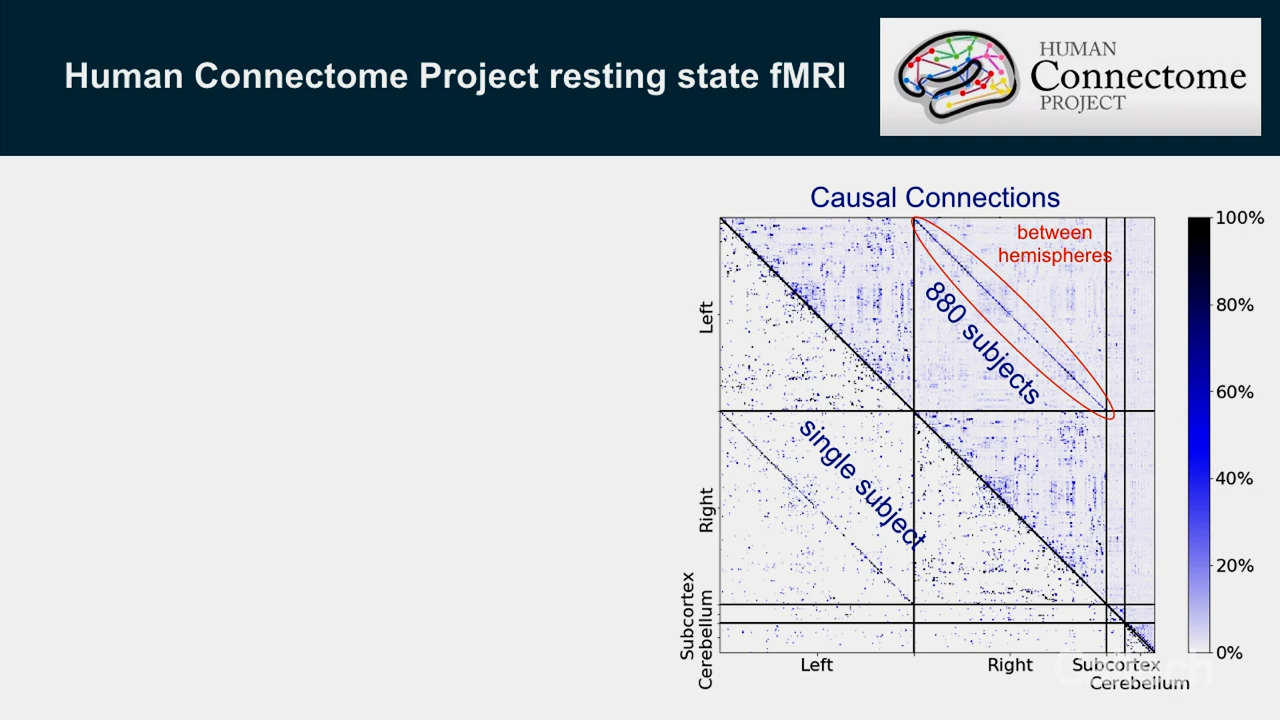 Human Connectome Project resting state fMRI
HUMAN
Connectome
PROJECT
Causal Connections
between
hemispheres
880 subjects
single subject
Left
Right
Subcortex
Cerebellum
Left
Right
Subcortex
Cerebellum
100%
80%
60%
40%
20%
0%